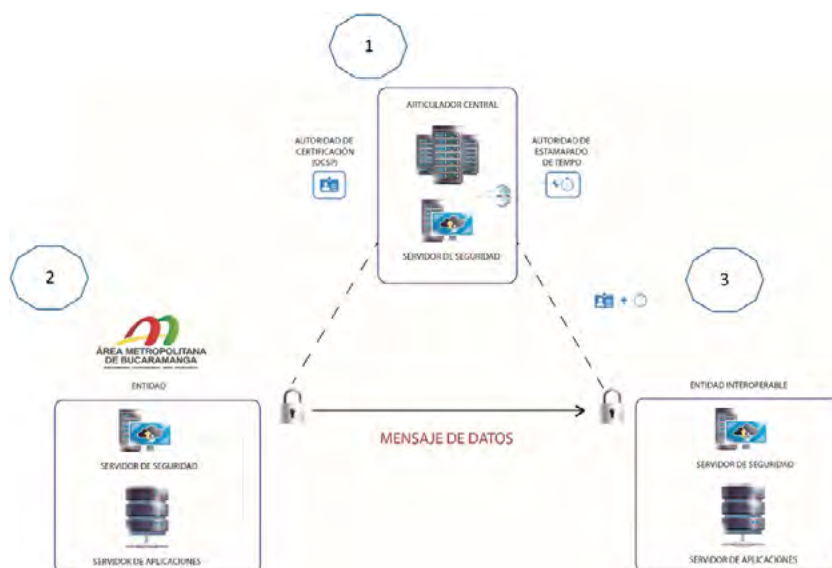 1
ARTICULADOR CENTRAL
AUTORIDAD DE
CERTIFICACIÓN
(OCSP)
AUTORIDAD DE
ESTAMAPADO
DE TEMPO
SERVIDOR DE SEGURIDAD
2
3
ÁREA METROPOLITANA
DE BUCARAMANGA
ENTIDAD
ENTIDAD INTEROPERABLE
MENSAJE DE DATOS
SERVIDOR DE SEGURIDAD
SERVIDOR DE SEGURIDAD
SERVIDOR DE APLICACIONES
SERVIDOR DE APLICACIONES